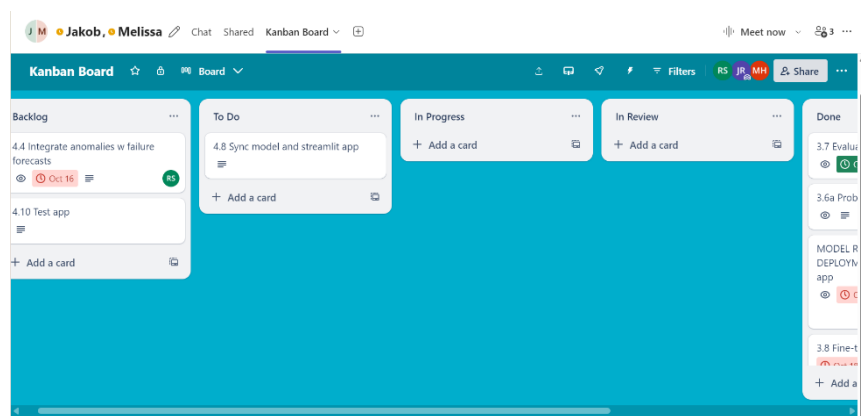 J M Jakob, Melissa Chat Shared Kanban Board Meet now 3
Kanban Board Board Filters RS JR MH Share
Backlog
4.4 Integrate anomalies w failure
forecasts
Oct 16 RS
4.10 Test app
+ Add a card
To Do
4.8 Sync model and streamlit app
+ Add a card
In Progress
+ Add a card
In Review
+ Add a card
Done
3.7 Evalua
3.6a Prob
MODEL R
DEPLOYM
app
3.8 Fine-t
+ Add a